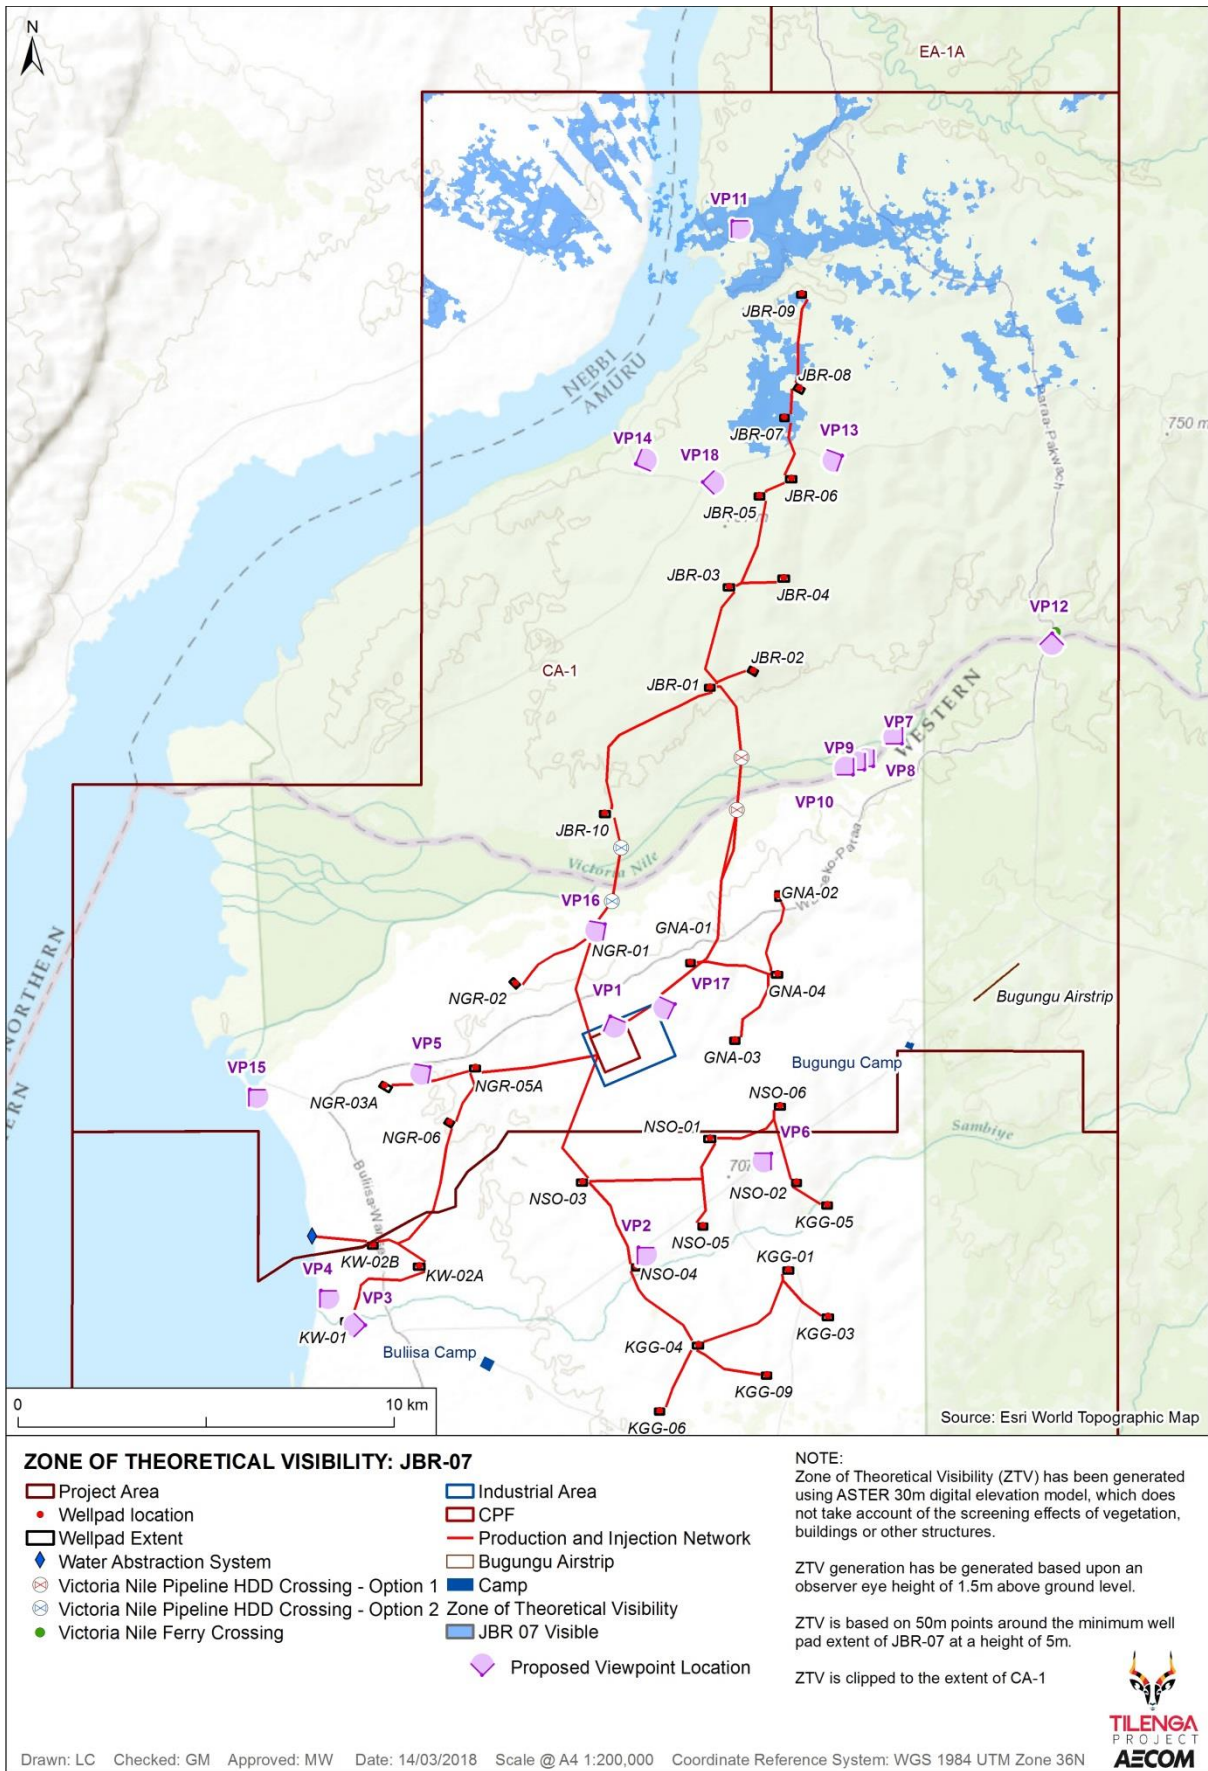 N
EA-1A
VP11
JBR-09
NEBBI
AMURU
JBR-08
JBR-07
VP13
750 m
VP14
VP18
Paraa-Pakwach
JBR-06
JBR-05
JBR-03
JBR-04
VP12
JBR-02
CA-1
JBR-01
VP7
WESTERN
VP9
VP8
VP10
JBR-10
Victoria Nile
GNA-02
VP16
GNA-01
NGR-01
NORTHERN
NGR-02
GNA-04
VP17
VP1
Bugungu Airstrip
VP5
GNA-03
Bugungu Camp
VP15
NGR-05A
NGR-03A
NSO-06
NGR-06
NSO-01
Sambiye
VP6
NSO-03
NSO-02
KGG-05
NSO-05
VP2
KW-02B
KGG-01
VP4
KW-02A
NSO-04
VP3
KW-01
KGG-03
KGG-04
Buliisa Camp
KGG-09
KGG-06
0 10 km
Source: Esri World Topographic Map
ZONE OF THEORETICAL VISIBILITY: JBR-07
Project Area
Wellpad location
Wellpad Extent
Water Abstraction System
Victoria Nile Pipeline HDD Crossing - Option 1
Victoria Nile Pipeline HDD Crossing - Option 2
Victoria Nile Ferry Crossing
Industrial Area
CPF
Production and Injection Network
Bugungu Airstrip
Camp
Zone of Theoretical Visibility
JBR 07 Visible
Proposed Viewpoint Location
NOTE:
Zone of Theoretical Visibility (ZTV) has been generated
using ASTER 30m digital elevation model, which does
not take account of the screening effects of vegetation,
buildings or other structures.
ZTV generation has be generated based upon an
observer eye height of 1.5m above ground level.
ZTV is based on 50m points around the minimum well
pad extent of JBR-07 at a height of 5m.
ZTV is clipped to the extent of CA-1
TILENGA
PROJECT
AECOM
Drawn: LC Checked: GM Approved: MW Date: 14/03/2018 Scale @ A4 1:200,000 Coordinate Reference System: WGS 1984 UTM Zone 36N